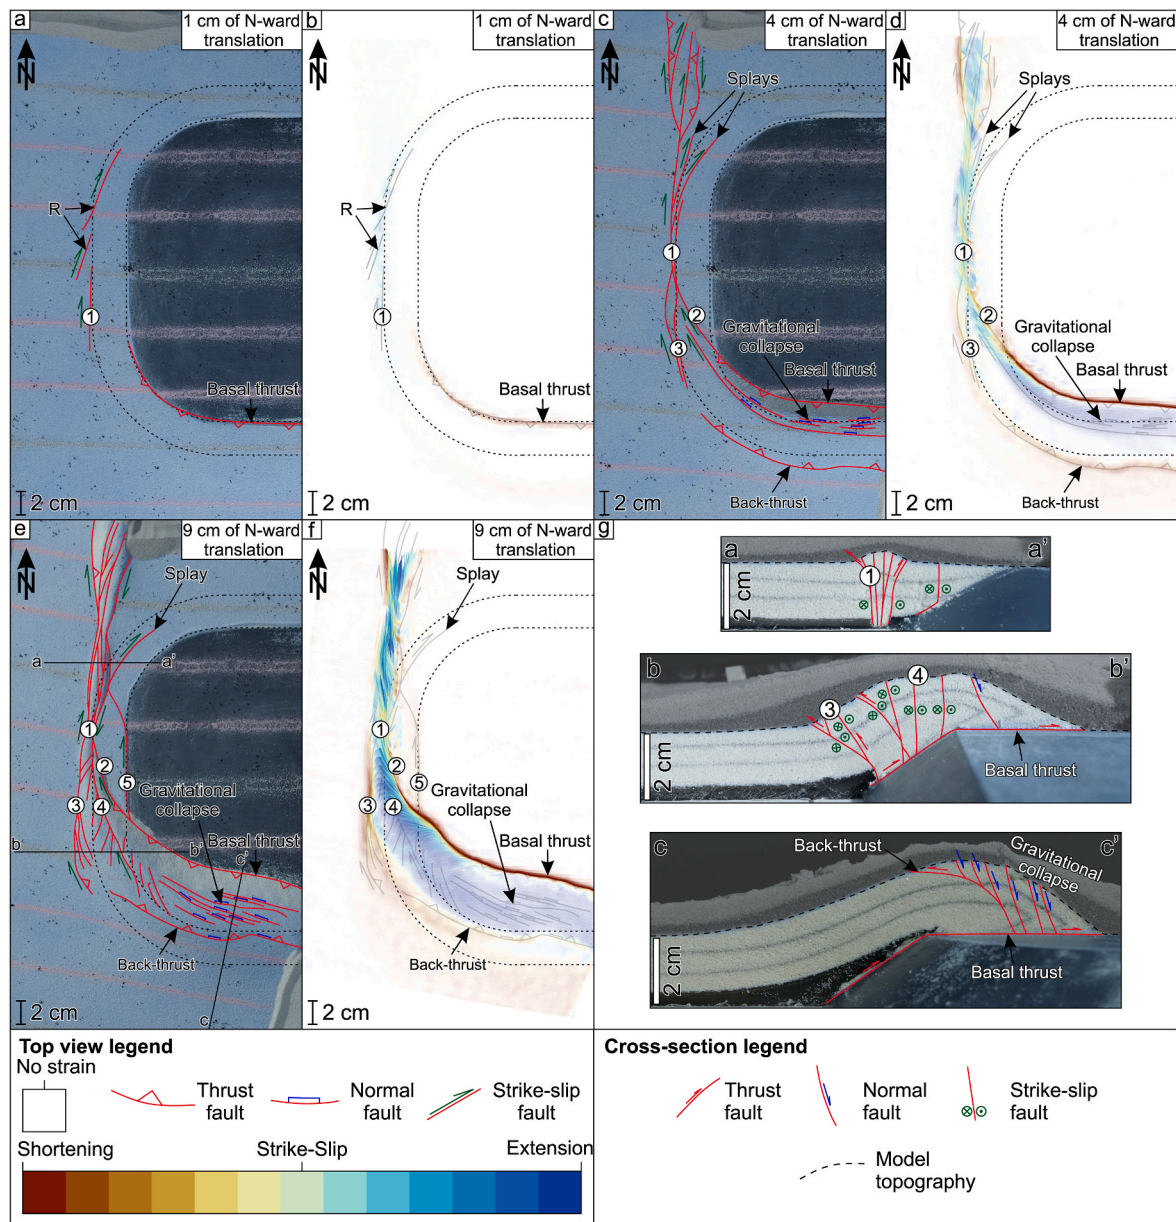 a
1 cm of N-ward
translation
N
R
1
Basal thrust
2 cm
b
1 cm of N-ward
translation
N
R
1
Basal thrust
2 cm
c
4 cm of N-ward
translation
N
Splays
1
2
Gravitational
collapse
3
Basal thrust
Back-thrust
2 cm
d
4 cm of N-ward
translation
N
Splays
1
2
Gravitational
collapse
3
Basal thrust
Back-thrust
2 cm
e
9 cm of N-ward
translation
N
Splay
a
a'
1
2
5
Gravitational
collapse
3
4
Basal thrust
b
b'
c'
Back-thrust
2 cm
c
f
9 cm of N-ward
translation
N
Splay
1
2
5
Gravitational
collapse
3
4
Basal thrust
Back-thrust
2 cm
g
a
a'
1
2 cm
b
b'
4
3
2 cm
Basal thrust
c
c'
Back-thrust
Gravitational
collapse
2 cm
Basal thrust
Top view legend
No strain
Thrust
fault
Normal
fault
Strike-slip
fault
Shortening
Strike-Slip
Extension
Cross-section legend
Thrust
fault
Normal
fault
Strike-slip
fault
Model
topography